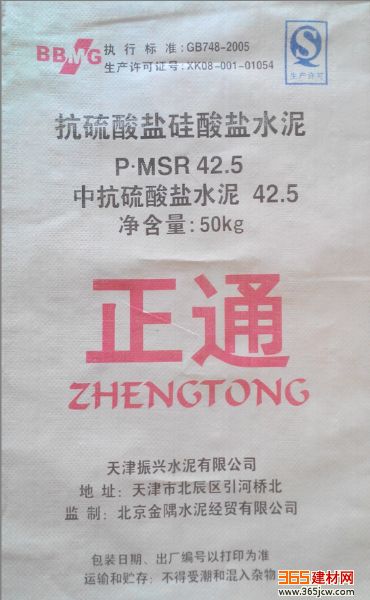 BBMG
执行标准:GB748-2005
生产许可证号:XK08-001-01054
生产许可
抗硫酸盐硅酸盐水泥
P·MSR 42.5
中抗硫酸盐水泥 42.5
净含量:50kg
正通
ZHENGTONG
天津振兴水泥有限公司
地址:天津市北辰区引河桥北
监制:北京金隅水泥经贸有限公司
包装日期、出厂编号以打印为准
运输和贮存:不得受潮和混入杂物
365建材网
www.365jcw.com